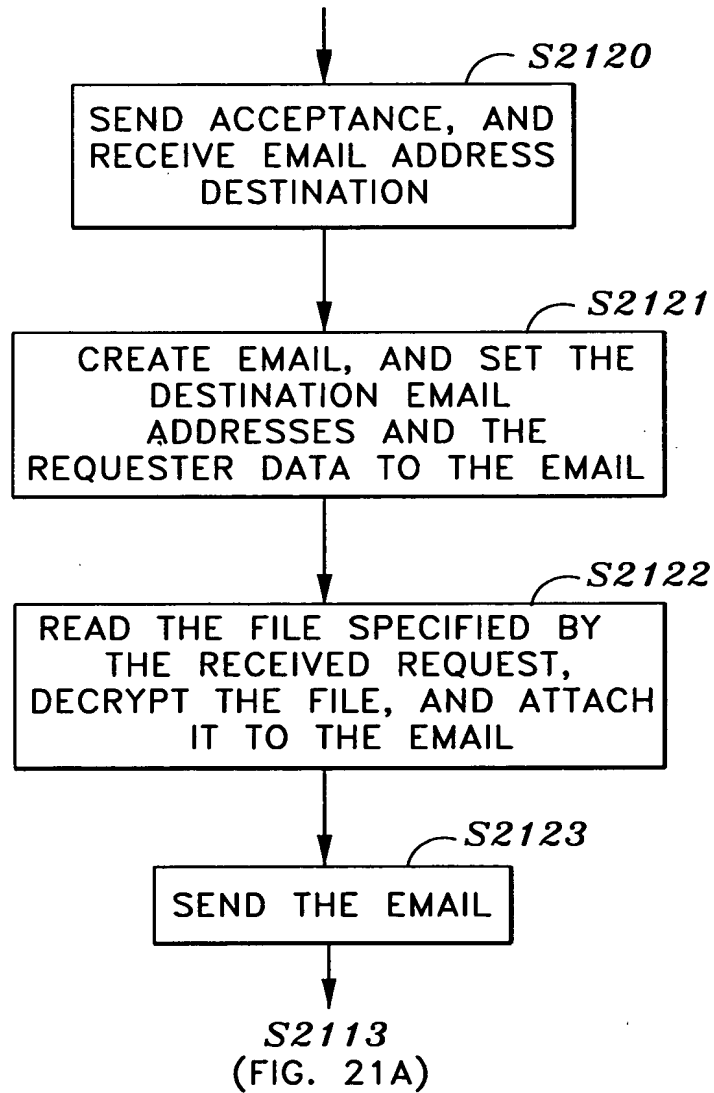 S2120
SEND ACCEPTANCE, AND
RECEIVE EMAIL ADDRESS
DESTINATION
S2121
CREATE EMAIL, AND SET THE
DESTINATION EMAIL
ADDRESSES AND THE
REQUESTER DATA TO THE EMAIL
S2122
READ THE FILE SPECIFIED BY
THE RECEIVED REQUEST,
DECRYPT THE FILE, AND ATTACH
IT TO THE EMAIL
S2123
SEND THE EMAIL
S2113
(FIG. 21A)